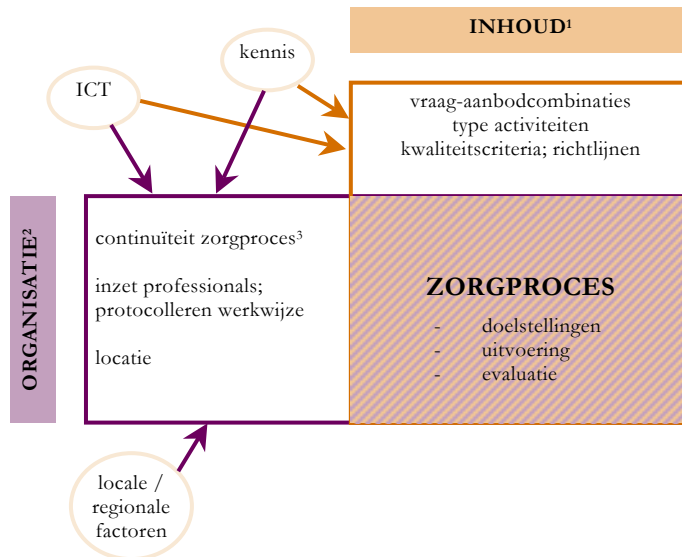 INHOUD¹
kennis
ICT
vraag-aanbodcombinaties
type activiteiten
kwaliteitscriteria; richtlijnen
ORGANISATIE²
continuïteit zorgproces³
inzet professionals;
protocolleren werkwijze
locatie
ZORGPROCES
- doelstellingen
- uitvoering
- evaluatie
locale /
regionale
factoren